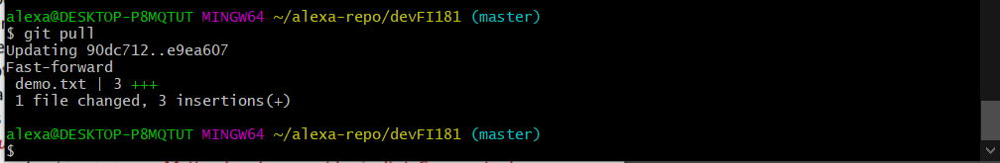 alexa@DESKTOP-P8MQTUT MINGW64 ~/alexa-repo/devFI181 (master)
$ git pull
Updating 90dc712..e9ea607
Fast-forward
 demo.txt | 3 +++
 1 file changed, 3 insertions(+)
alexa@DESKTOP-P8MQTUT MINGW64 ~/alexa-repo/devFI181 (master)
$